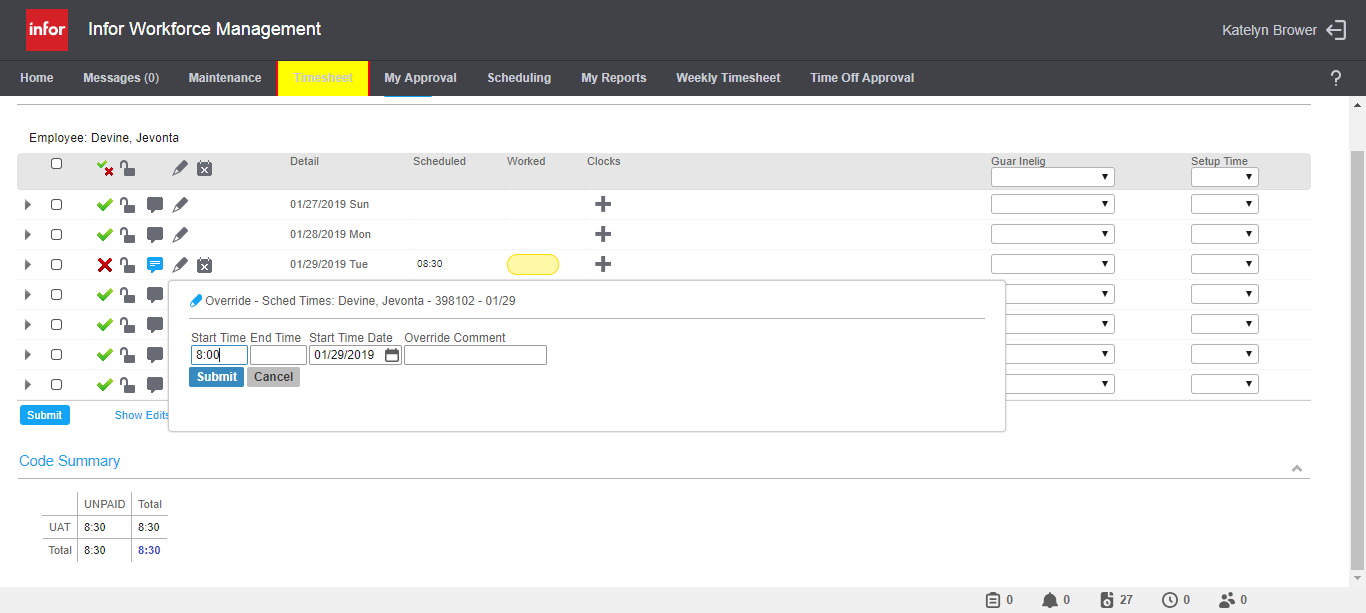 infor Infor Workforce Management Katelyn Brower
Home Messages (0) Maintenance Timesheet My Approval Scheduling My Reports Weekly Timesheet Time Off Approval ?
Employee: Devine, Jevonta
Detail Scheduled Worked Clocks Guar Inelig Setup Time
01/27/2019 Sun
01/28/2019 Mon
01/29/2019 Tue 08:30
Override - Sched Times: Devine, Jevonta - 398102 - 01/29
Start Time End Time Start Time Date Override Comment
8:00 01/29/2019
Submit Cancel
Submit Show Edits
Code Summary
UNPAID Total
UAT 8:30 8:30
Total 8:30 8:30
0 0 27 0 0